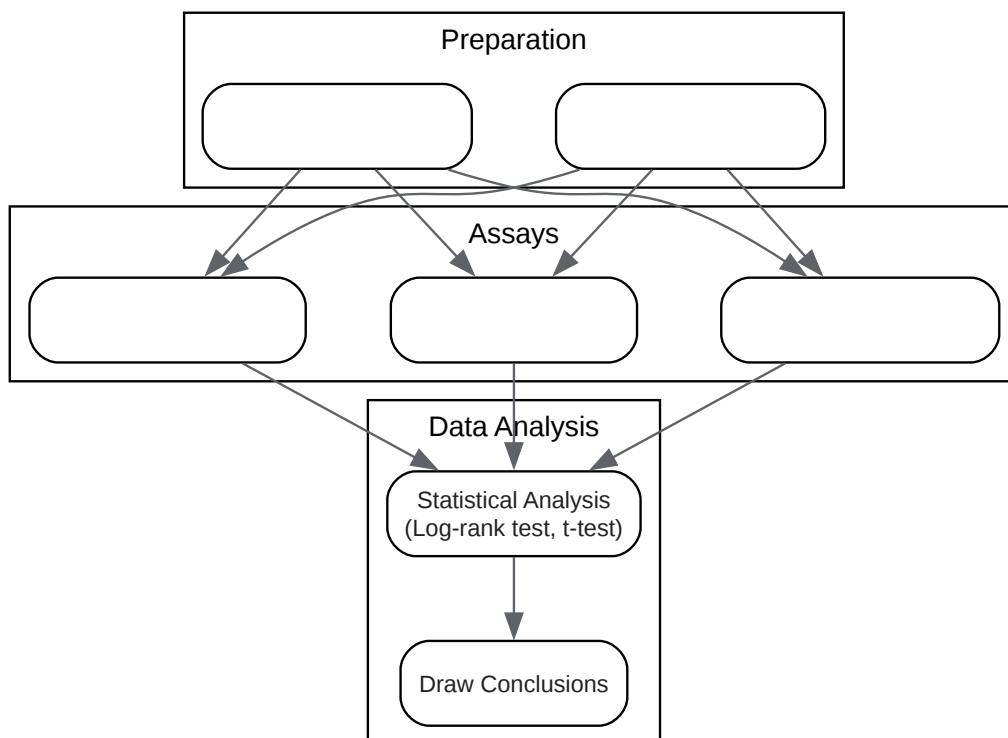 Preparation
Assays
Data Analysis
Statistical Analysis
(Log-rank test, t-test)
Draw Conclusions